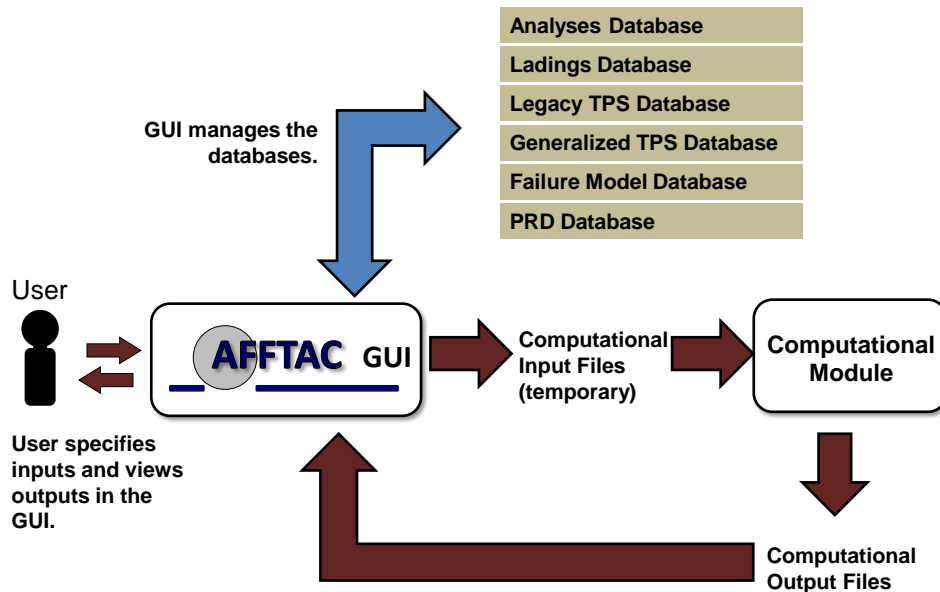 Analyses Database
Ladings Database
Legacy TPS Database
Generalized TPS Database
Failure Model Database
PRD Database
GUI manages the
databases.
User
AFFTAC GUI
Computational
Input Files
(temporary)
Computational
Module
User specifies
inputs and views
outputs in the
GUI.
Computational
Output Files